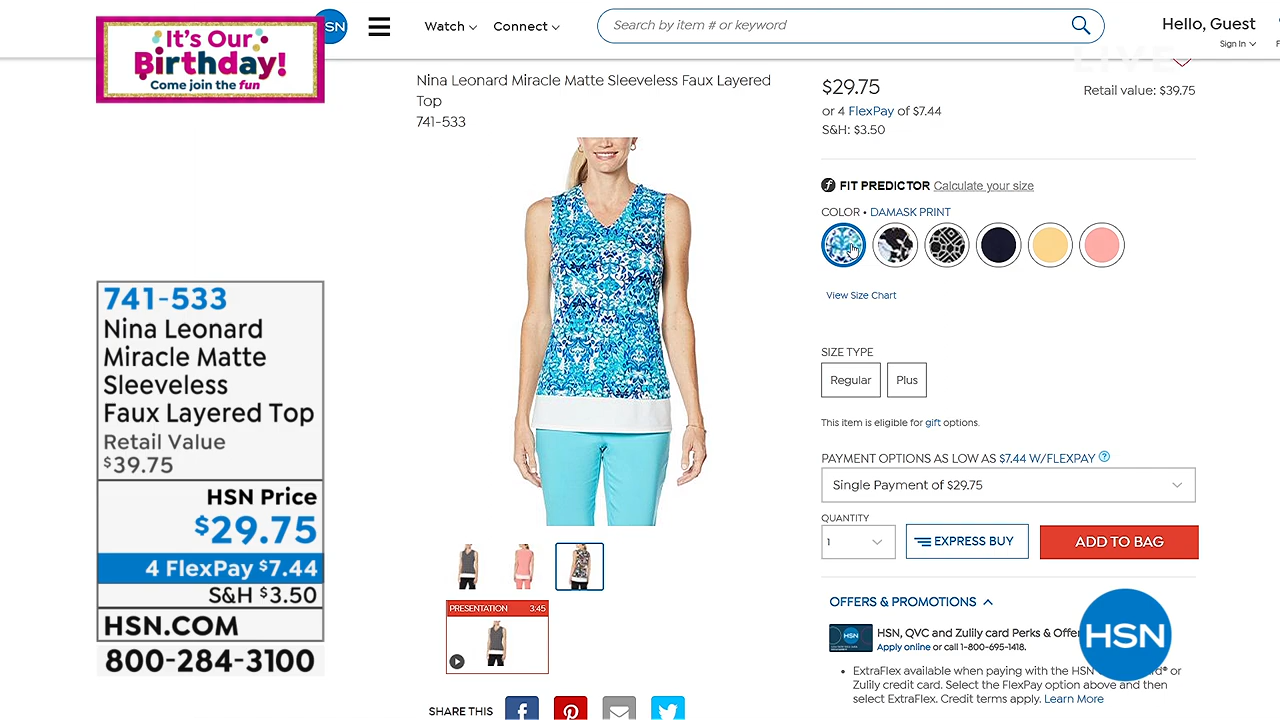 It's Our
Birthday!
Come join the fun
SN
Watch
Connect
Search by item # or keyword
Hello, Guest
Sign In
LIVE
Nina Leonard Miracle Matte Sleeveless Faux Layered
Top
741-533
$29.75
Retail value: $39.75
or 4 FlexPay of $7.44
S&H: $3.50
FIT PREDICTOR Calculate your size
COLOR • DAMASK PRINT
View Size Chart
SIZE TYPE
Regular
Plus
This item is eligible for gift options.
PAYMENT OPTIONS AS LOW AS $7.44 W/FLEXPAY ?
Single Payment of $29.75
QUANTITY
1
EXPRESS BUY
ADD TO BAG
OFFERS & PROMOTIONS
HSN
HSN, QVC and Zulily card Perks & Offe
Apply online or call 1-800-695-1418.
• ExtraFlex available when paying with the HSN
d® or
Zulily credit card. Select the FlexPay option above and then
select ExtraFlex. Credit terms apply. Learn More
HSN
741-533
Nina Leonard
Miracle Matte
Sleeveless
Faux Layered Top
Retail Value
$39.75
HSN Price
$29.75
4 FlexPay $7.44
S&H $3.50
HSN.COM
800-284-3100
PRESENTATION 3:45
SHARE THIS